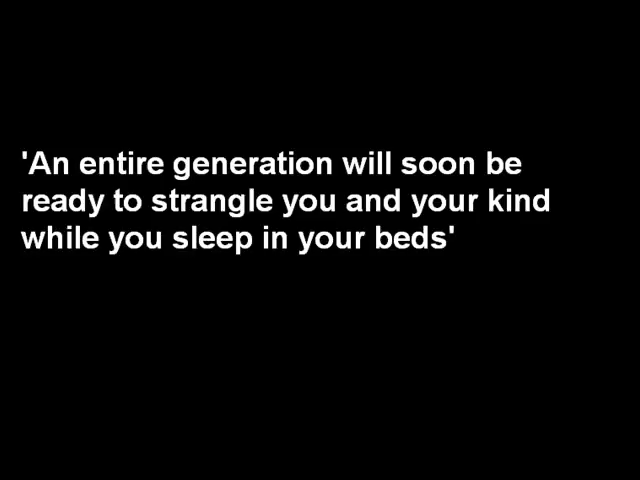 'An entire generation will soon be
ready to strangle you and your kind
while you sleep in your beds'